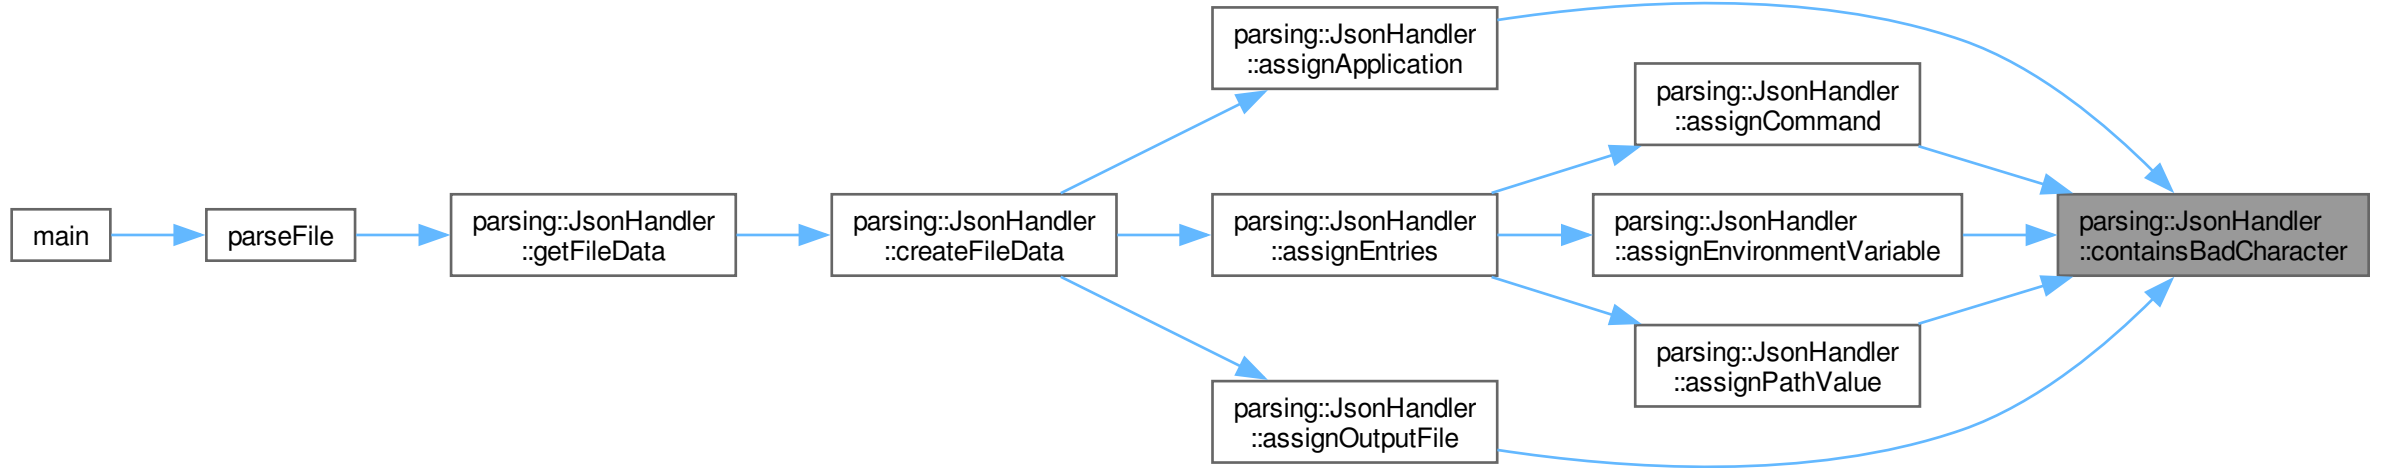 main
parseFile
parsing::JsonHandler
::getFileData
parsing::JsonHandler
::createFileData
parsing::JsonHandler
::assignApplication
parsing::JsonHandler
::assignEntries
parsing::JsonHandler
::assignOutputFile
parsing::JsonHandler
::assignCommand
parsing::JsonHandler
::assignEnvironmentVariable
parsing::JsonHandler
::assignPathValue
parsing::JsonHandler
::containsBadCharacter